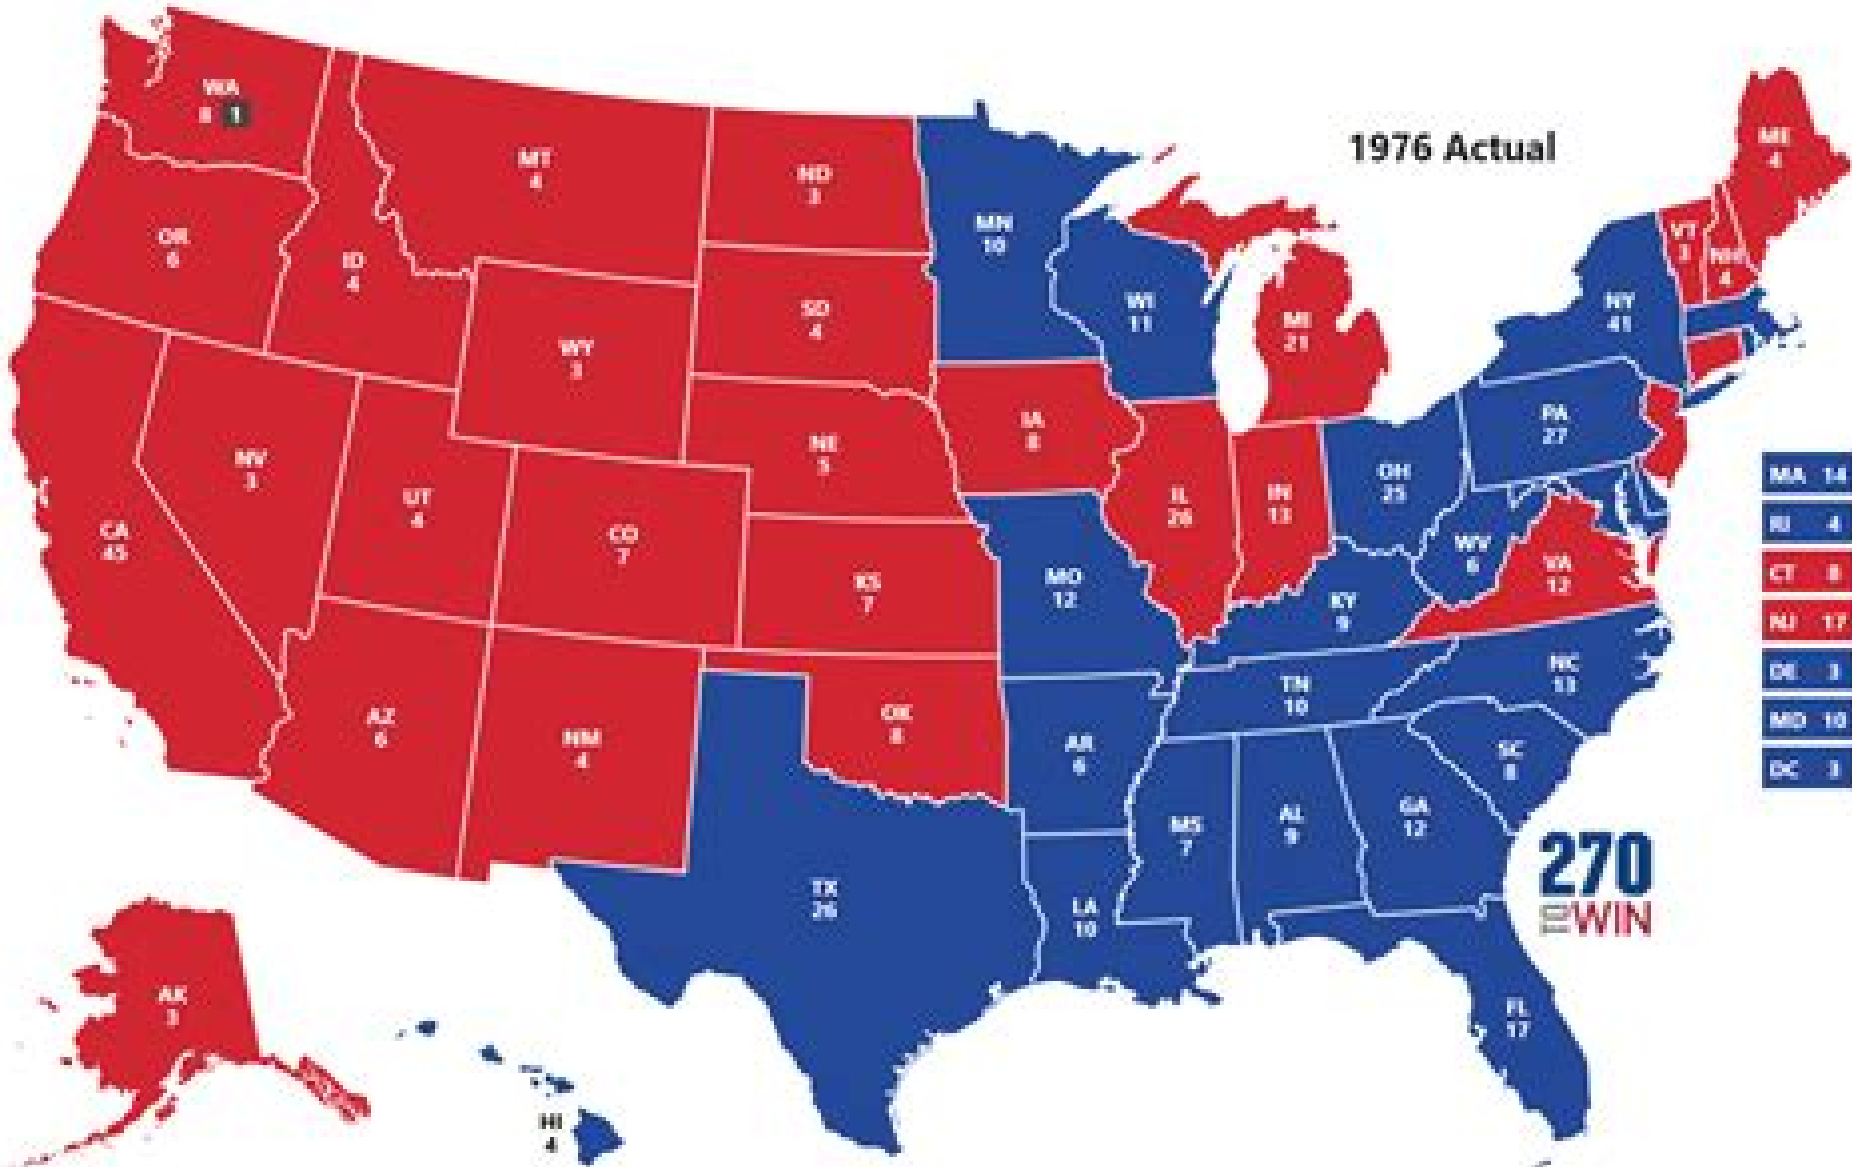 WA
8 1
MT
4
ND
3
MN
10
1976 Actual
ME
4
OR
6
ID
4
SD
4
WI
11
MI
21
VT
3
NH
4
NY
41
WY
3
NV
3
UT
4
CO
7
NE
5
IA
8
IL
26
IN
13
OH
25
PA
27
CA
45
KS
7
MO
12
KY
9
WV
6
VA
12
MA 14
RI 4
CT 8
NJ 17
DE 3
MD 10
DC 3
AZ
6
NM
4
OK
8
AR
6
TN
10
NC
13
SC
8
MS
7
AL
9
GA
12
TX
26
LA
10
FL
17
270
TO WIN
AK
3
HI
4